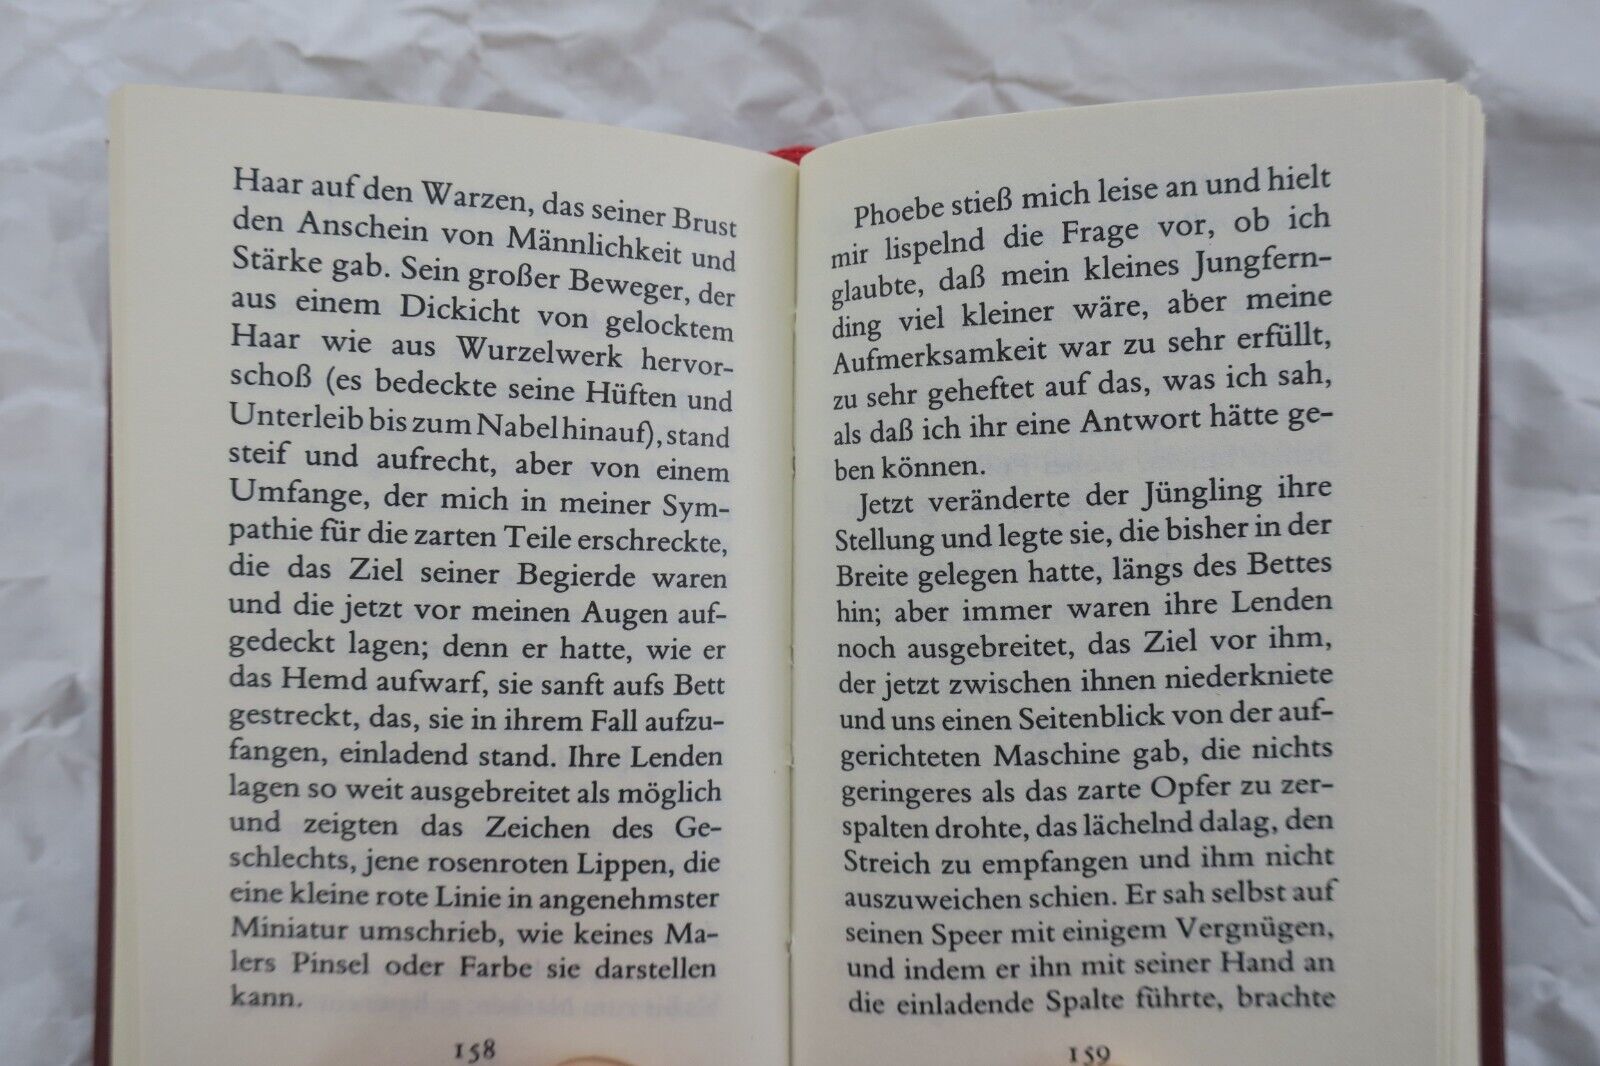 Haar auf den Warzen, das seiner Brust
den Anschein von Männlichkeit und
Stärke gab. Sein großer Beweger, der
aus einem Dickicht von gelocktem
Haar wie aus Wurzelwerk hervor-
schoß (es bedeckte seine Hüften und
Unterleib bis zum Nabel hinauf), stand
steif und aufrecht, aber von einem
Umfange, der mich in meiner Sym-
pathie für die zarten Teile erschreckte,
die das Ziel seiner Begierde waren
und die jetzt vor meinen Augen auf-
gedeckt lagen; denn er hatte, wie er
das Hemd aufwarf, sie sanft aufs Bett
gestreckt, das, sie in ihrem Fall aufzu-
fangen, einladend stand. Ihre Lenden
lagen so weit ausgebreitet als möglich
und zeigten das Zeichen des Ge-
schlechts, jene rosenroten Lippen, die
eine kleine rote Linie in angenehmster
Miniatur umschrieb, wie keines Ma-
lers Pinsel oder Farbe sie darstellen
kann.
158
Phoebe stieß mich leise an und hielt
mir lispelnd die Frage vor, ob ich
glaubte, daß mein kleines Jungfern-
ding viel kleiner wäre, aber meine
Aufmerksamkeit war zu sehr erfüllt,
zu sehr geheftet auf das, was ich sah,
als daß ich ihr eine Antwort hätte ge-
ben können.
Jetzt veränderte der Jüngling ihre
Stellung und legte sie, die bisher in der
Breite gelegen hatte, längs des Bettes
hin; aber immer waren ihre Lenden
noch ausgebreitet, das Ziel vor ihm,
der jetzt zwischen ihnen niederkniete
und uns einen Seitenblick von der auf-
gerichteten Maschine gab, die nichts
geringeres als das zarte Opfer zu zer-
spalten drohte, das lächelnd dalag, den
Streich zu empfangen und ihm nicht
auszuweichen schien. Er sah selbst auf
seinen Speer mit einigem Vergnügen,
und indem er ihn mit seiner Hand an
die einladende Spalte führte, brachte
159